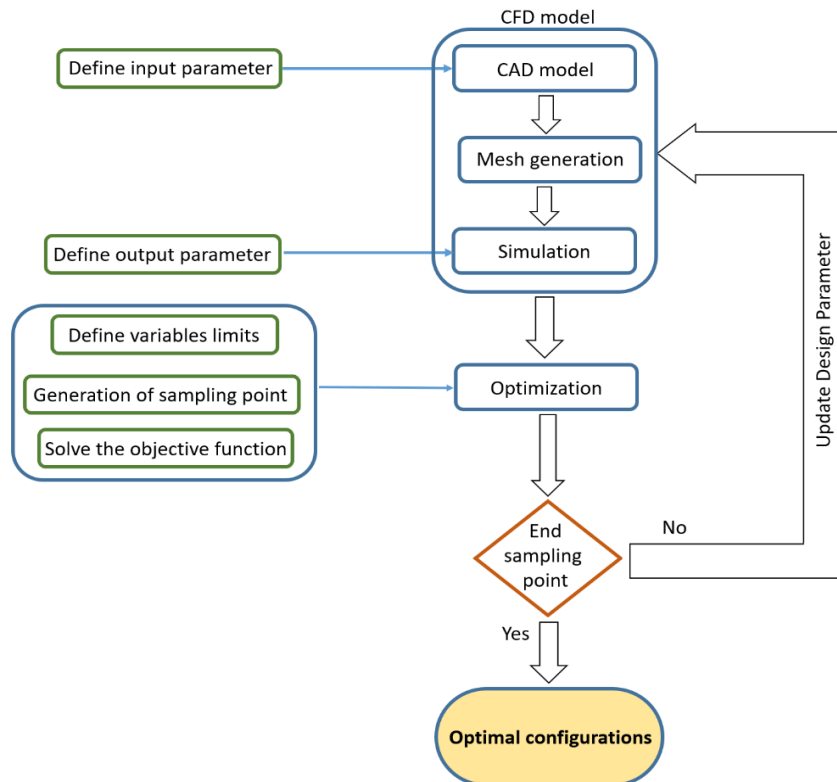 CFD model
Define input parameter
CAD model
Mesh generation
Define output parameter
Simulation
Define variables limits
Generation of sampling point
Solve the objective function
Optimization
Update Design Parameter
End
sampling
point
No
Yes
Optimal configurations